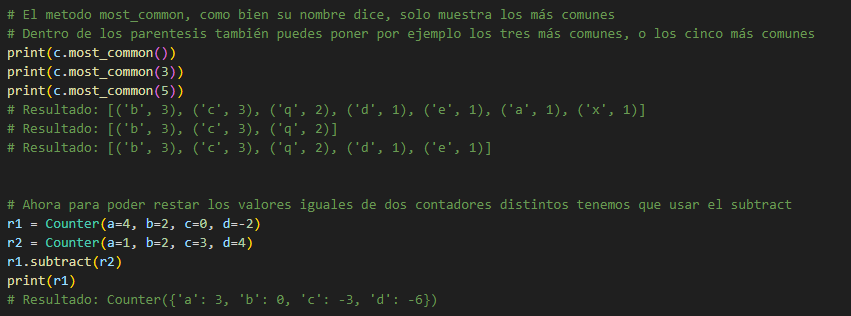 # El metodo most_common, como bien su nombre dice, solo muestra los más comunes
# Dentro de los parentesis también puedes poner por ejemplo los tres más comunes, o los cinco más comunes
print(c.most_common())
print(c.most_common(3))
print(c.most_common(5))
# Resultado: [('b', 3), ('c', 3), ('q', 2), ('d', 1), ('e', 1), ('a', 1), ('x', 1)]
# Resultado: [('b', 3), ('c', 3), ('q', 2)]
# Resultado: [('b', 3), ('c', 3), ('q', 2), ('d', 1), ('e', 1)]
# Ahora para poder restar los valores iguales de dos contadores distintos tenemos que usar el subtract
r1 = Counter(a=4, b=2, c=0, d=-2)
r2 = Counter(a=1, b=2, c=3, d=4)
r1.subtract(r2)
print(r1)
# Resultado: Counter({'a': 3, 'b': 0, 'c': -3, 'd': -6})